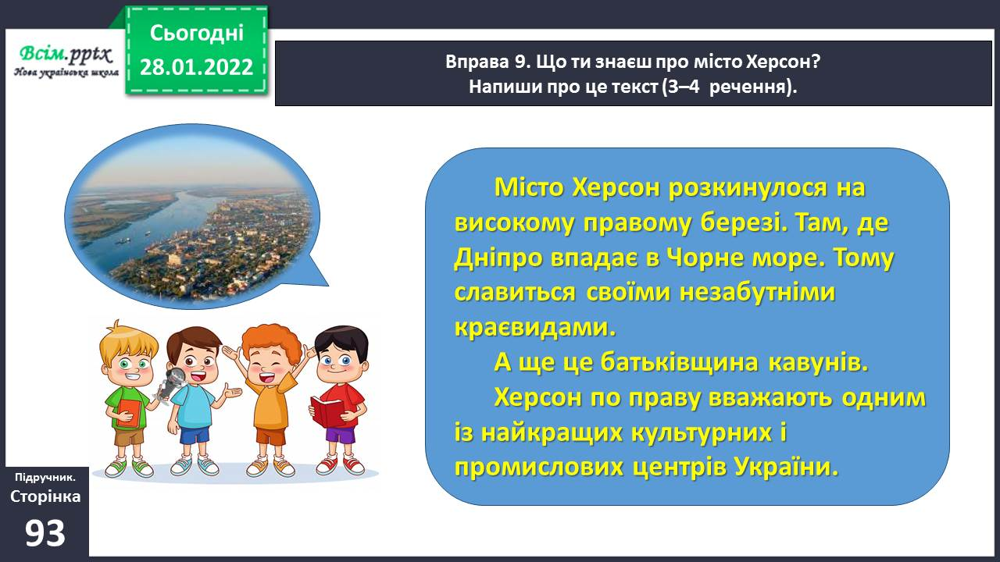 Всім.pptx
Нова українська школа
Сьогодні
28.01.2022
Вправа 9. Що ти знаєш про місто Херсон?
Напиши про це текст (3–4 речення).
Місто Херсон розкинулося на
високому правому березі. Там, де
Дніпро впадає в Чорне море. Тому
славиться своїми незабутніми
краєвидами.
А ще це батьківщина кавунів.
Херсон по праву вважають одним
із найкращих культурних і
промислових центрів України.
Підручник.
Сторінка
93